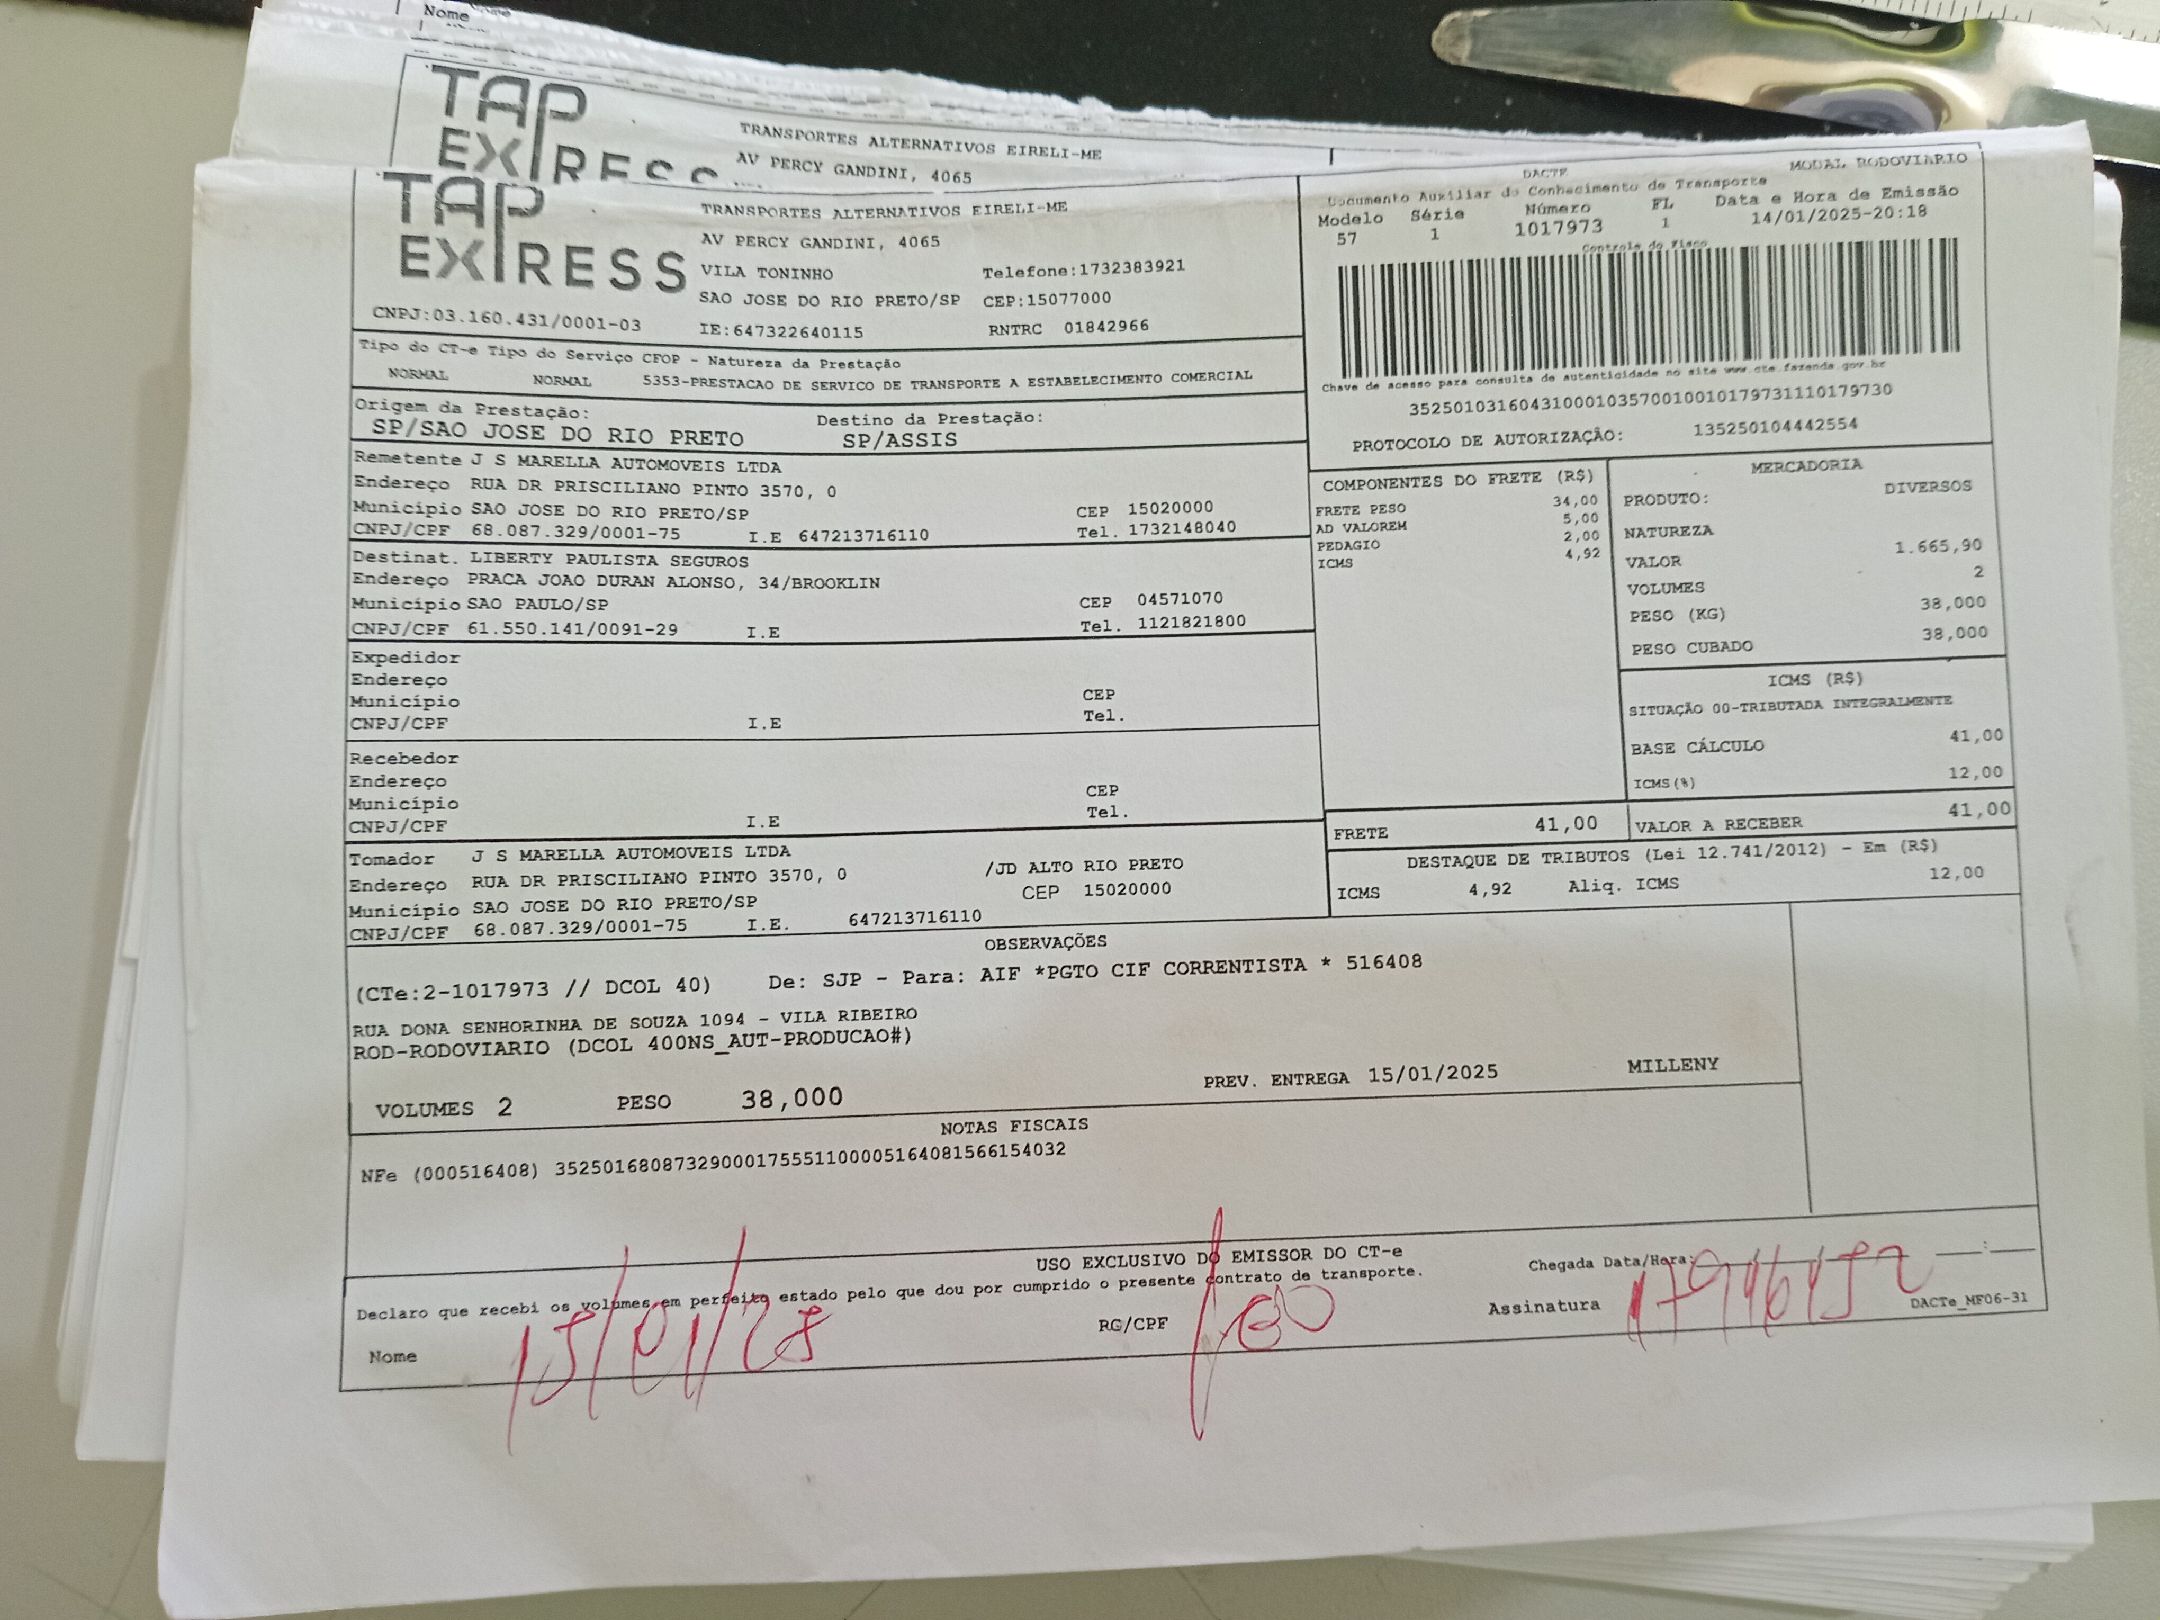 Nome
TAP
EXPRESS
TRANSPORTES ALTERNATIVOS EIRELI-ME
AV PERCY GANDINI, 4065
TAP
EXPRESS
TRANSPORTES ALTERNATIVOS EIRELI-ME
AV PERCY GANDINI, 4065
VILA TONINHO Telefone:1732383921
SAO JOSE DO RIO PRETO/SP CEP:15077000
CNPJ:03.160.431/0001-03 IE:647322640115 RNTRC 01842966
DACTE MODAL RODOVIARIO
Documento Auxiliar do Conhecimento de Transporte
Modelo Série Número FL Data e Hora de Emissão
57 1 1017973 1 14/01/2025-20:18
Controle do Fisco
Chave de acesso para consulta de autenticidade no site www.cte.fazenda.gov.br
35250103160431000103570010010179731110179730
PROTOCOLO DE AUTORIZAÇÂO: 135250104442554
Tipo do CT-e Tipo do Serviço CFOP - Natureza da Prestação
NORMAL NORMAL 5353-PRESTACAO DE SERVICO DE TRANSPORTE A ESTABELECIMENTO COMERCIAL
Origem da Prestação: Destino da Prestação:
SP/SAO JOSE DO RIO PRETO SP/ASSIS
Remetente J S MARELLA AUTOMOVEIS LTDA
Endereço RUA DR PRISCILIANO PINTO 3570, 0
Município SAO JOSE DO RIO PRETO/SP CEP 15020000
CNPJ/CPF 68.087.329/0001-75 I.E 647213716110 Tel. 1732148040
Destinat. LIBERTY PAULISTA SEGUROS
Endereço PRACA JOAO DURAN ALONSO, 34/BROOKLIN
Município SAO PAULO/SP CEP 04571070
CNPJ/CPF 61.550.141/0091-29 I.E Tel. 1121821800
Expedidor
Endereço
Município CEP
CNPJ/CPF I.E Tel.
Recebedor
Endereço CEP
Município Tel.
CNPJ/CPF I.E
Tomador J S MARELLA AUTOMOVEIS LTDA
Endereço RUA DR PRISCILIANO PINTO 3570, 0 /JD ALTO RIO PRETO
Município SAO JOSE DO RIO PRETO/SP CEP 15020000
CNPJ/CPF 68.087.329/0001-75 I.E. 647213716110
COMPONENTES DO FRETE (R$)
FRETE PESO 34,00
AD VALOREM 5,00
PEDAGIO 2,00
ICMS 4,92
MERCADORIA
PRODUTO: DIVERSOS
NATUREZA
VALOR 1.665,90
VOLUMES 2
PESO (KG) 38,000
PESO CUBADO 38,000
ICMS (R$)
SITUAÇÃO 00-TRIBUTADA INTEGRALMENTE
BASE CÁLCULO 41,00
ICMS(%) 12,00
FRETE 41,00 VALOR A RECEBER 41,00
DESTAQUE DE TRIBUTOS (Lei 12.741/2012) - Em (R$)
ICMS 4,92 Aliq. ICMS 12,00
OBSERVAÇÕES
(CTe:2-1017973 // DCOL 40) De: SJP - Para: AIF *PGTO CIF CORRENTISTA * 516408
RUA DONA SENHORINHA DE SOUZA 1094 - VILA RIBEIRO
ROD-RODOVIARIO (DCOL 400NS_AUT-PRODUCAO#)
VOLUMES 2 PESO 38,000 PREV. ENTREGA 15/01/2025 MILLENY
NOTAS FISCAIS
NFe (000516408) 35250168087329000175551100005164081566154032
USO EXCLUSIVO DO EMISSOR DO CT-e
Declaro que recebi os volumes em perfeito estado pelo que dou por cumprido o presente contrato de transporte. Chegada Data/Hora: __:__
Nome 15/01/25 RG/CPF Assinatura DACTe_MF06-31